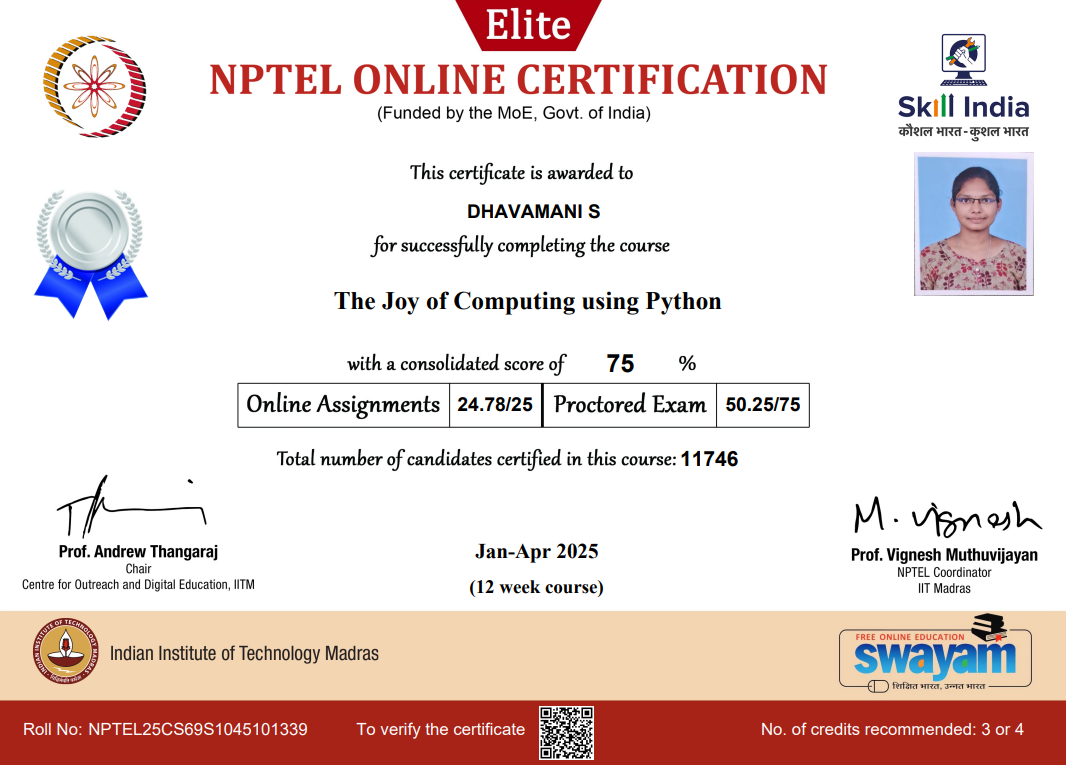 Elite
NPTEL ONLINE CERTIFICATION
(Funded by the MoE, Govt. of India)
Skill India
कौशल भारत - कुशल भारत
This certificate is awarded to
DHAVAMANI S
for successfully completing the course
The Joy of Computing using Python
with a consolidated score of 75 %
Online Assignments 24.78/25 Proctored Exam 50.25/75
Total number of candidates certified in this course: 11746
M. Vignesh
Prof. Andrew Thangaraj
Chair
Centre for Outreach and Digital Education, IITM
Jan-Apr 2025
(12 week course)
Prof. Vignesh Muthuvijayan
NPTEL Coordinator
IIT Madras
INDIAN INSTITUTE OF TECHNOLOGY MADRAS
Indian Institute of Technology Madras
FREE ONLINE EDUCATION
swayam
शिक्षित भारत, उन्नत भारत
Roll No: NPTEL25CS69S1045101339
To verify the certificate
No. of credits recommended: 3 or 4